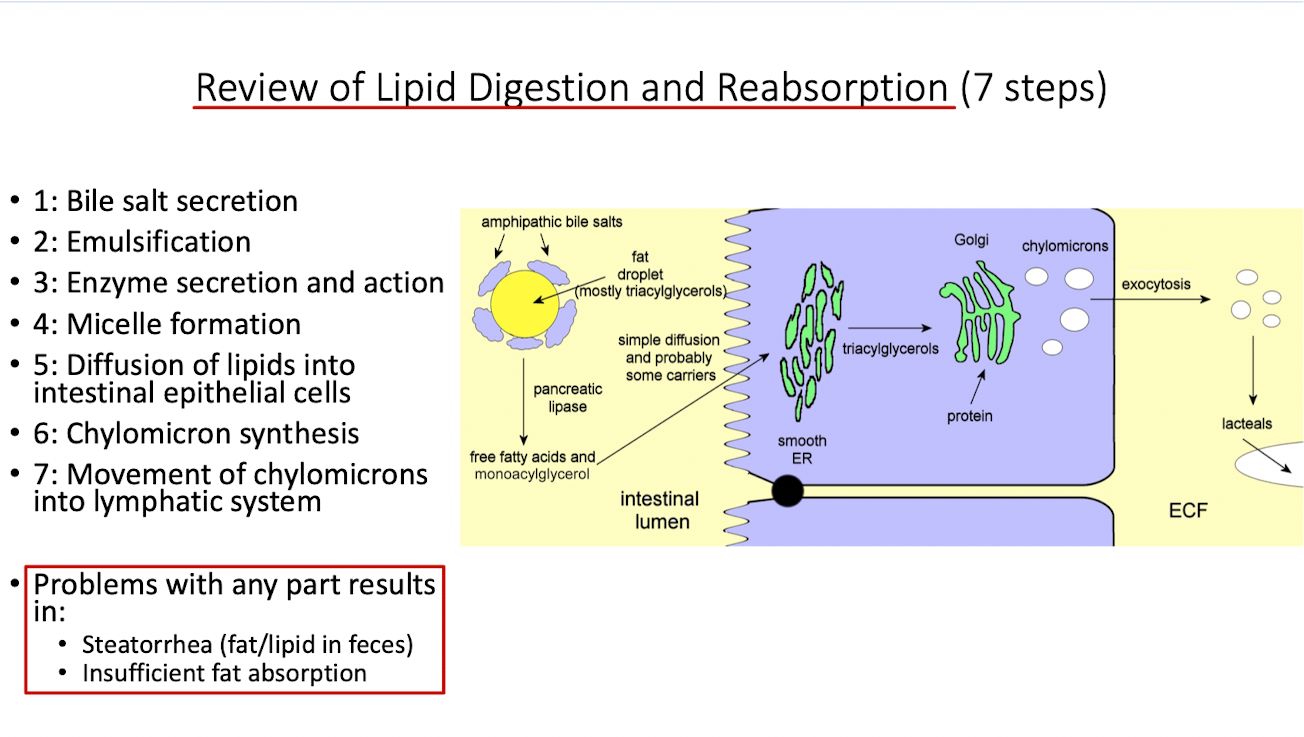 Review of Lipid Digestion and Reabsorption (7 steps)
• 1: Bile salt secretion
• 2: Emulsification
• 3: Enzyme secretion and action
• 4: Micelle formation
• 5: Diffusion of lipids into
intestinal epithelial cells
• 6: Chylomicron synthesis
• 7: Movement of chylomicrons
into lymphatic system
• Problems with any part results
in:
• Steatorrhea (fat/lipid in feces)
• Insufficient fat absorption
amphipathic bile salts
fat
droplet
(mostly triacylglycerols)
simple diffusion
and probably
some carriers
pancreatic
lipase
free fatty acids and
monoacylglycerol
intestinal
lumen
smooth
ER
triacylglycerols
Golgi
protein
chylomicrons
exocytosis
lacteals
ECF